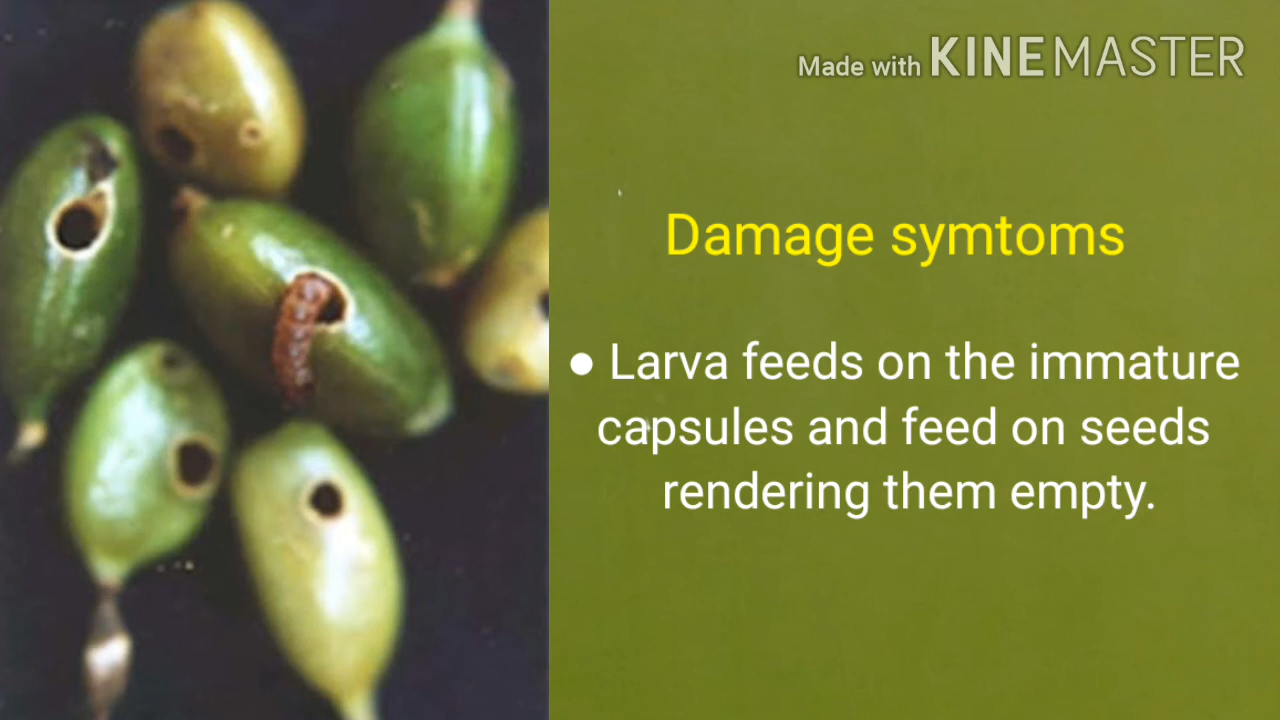 Made with KINEMASTER
Damage symtoms
● Larva feeds on the immature
capsules and feed on seeds
rendering them empty.